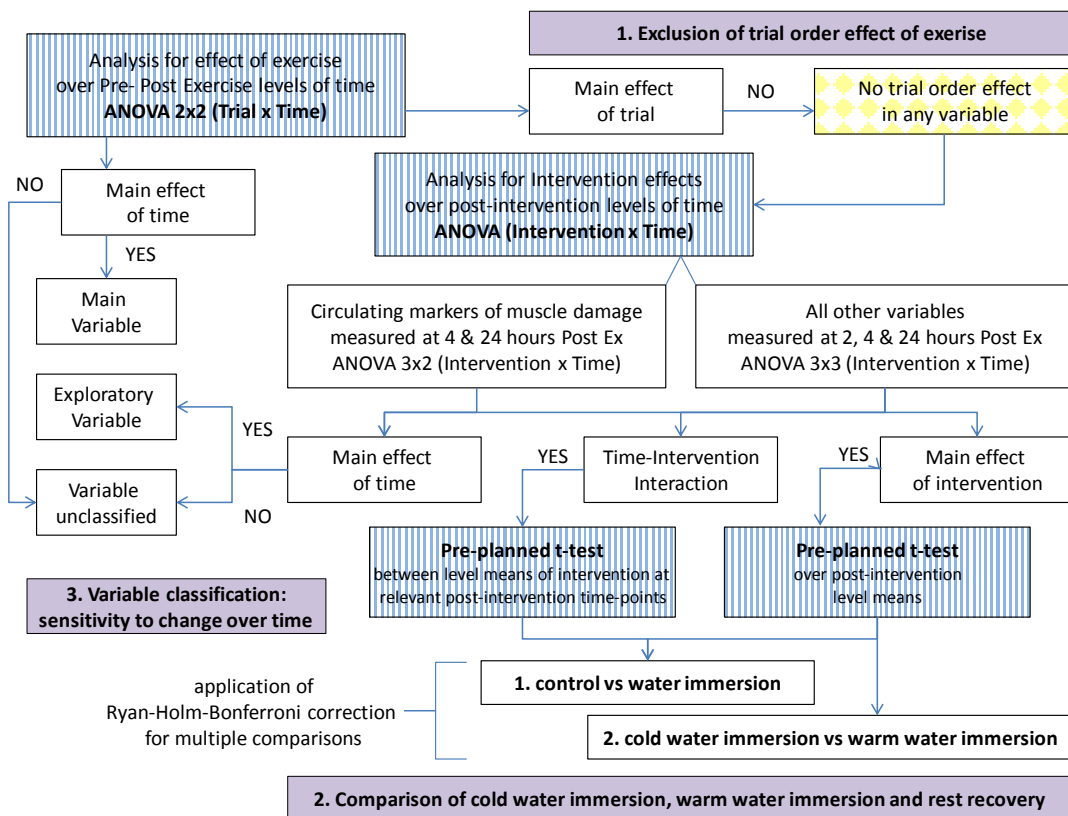 1. Exclusion of trial order effect of exerise
Analysis for effect of exercise
over Pre- Post Exercise levels of time
ANOVA 2x2 (Trial x Time)
Main effect
of trial
NO
No trial order effect
in any variable
NO
Main effect
of time
YES
Analysis for Intervention effects
over post-intervention levels of time
ANOVA (Intervention x Time)
Main
Variable
Circulating markers of muscle damage
measured at 4 & 24 hours Post Ex
ANOVA 3x2 (Intervention x Time)
All other variables
measured at 2, 4 & 24 hours Post Ex
ANOVA 3x3 (Intervention x Time)
Exploratory
Variable
YES
Main effect
of time
YES
Time-Intervention
Interaction
YES
Main effect
of intervention
Variable
unclassified
NO
Pre-planned t-test
between level means of intervention at
relevant post-intervention time-points
Pre-planned t-test
over post-intervention
level means
3. Variable classification:
sensitivity to change over time
application of
Ryan-Holm-Bonferroni correction
for multiple comparisons
1. control vs water immersion
2. cold water immersion vs warm water immersion
2. Comparison of cold water immersion, warm water immersion and rest recovery